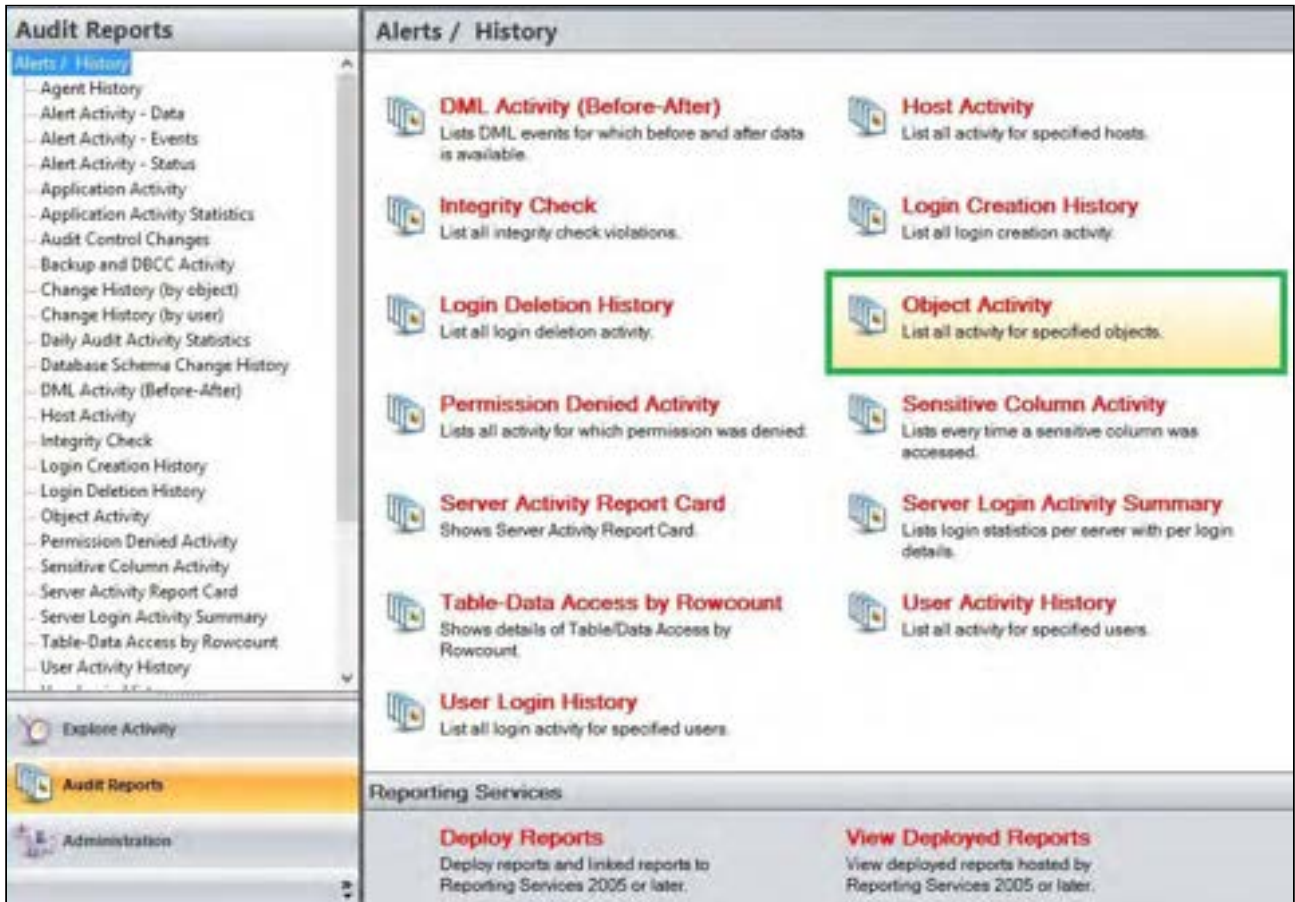 Audit Reports
Alerts / History
Agent History
Alert Activity - Data
Alert Activity - Events
Alert Activity - Status
Application Activity
Application Activity Statistics
Audit Control Changes
Backup and DBCC Activity
Change History (by object)
Change History (by user)
Daily Audit Activity Statistics
Database Schema Change History
DML Activity (Before-After)
Host Activity
Integrity Check
Login Creation History
Login Deletion History
Object Activity
Permission Denied Activity
Sensitive Column Activity
Server Activity Report Card
Server Login Activity Summary
Table-Data Access by Rowcount
User Activity History
Explore Activity
Audit Reports
Administration
Alerts / History
DML Activity (Before-After)
Lists DML events for which before and after data
is available.
Host Activity
List all activity for specified hosts.
Integrity Check
List all integrity check violations.
Login Creation History
List all login creation activity.
Login Deletion History
List all login deletion activity.
Object Activity
List all activity for specified objects.
Permission Denied Activity
Lists all activity for which permission was denied.
Sensitive Column Activity
Lists every time a sensitive column was
accessed.
Server Activity Report Card
Shows Server Activity Report Card.
Server Login Activity Summary
Lists login statistics per server with per login
details.
Table-Data Access by Rowcount
Shows details of Table/Data Access by
Rowcount.
User Activity History
List all activity for specified users.
User Login History
List all login activity for specified users.
Reporting Services
Deploy Reports
Deploy reports and linked reports to
Reporting Services 2005 or later.
View Deployed Reports
View deployed reports hosted by
Reporting Services 2005 or later.